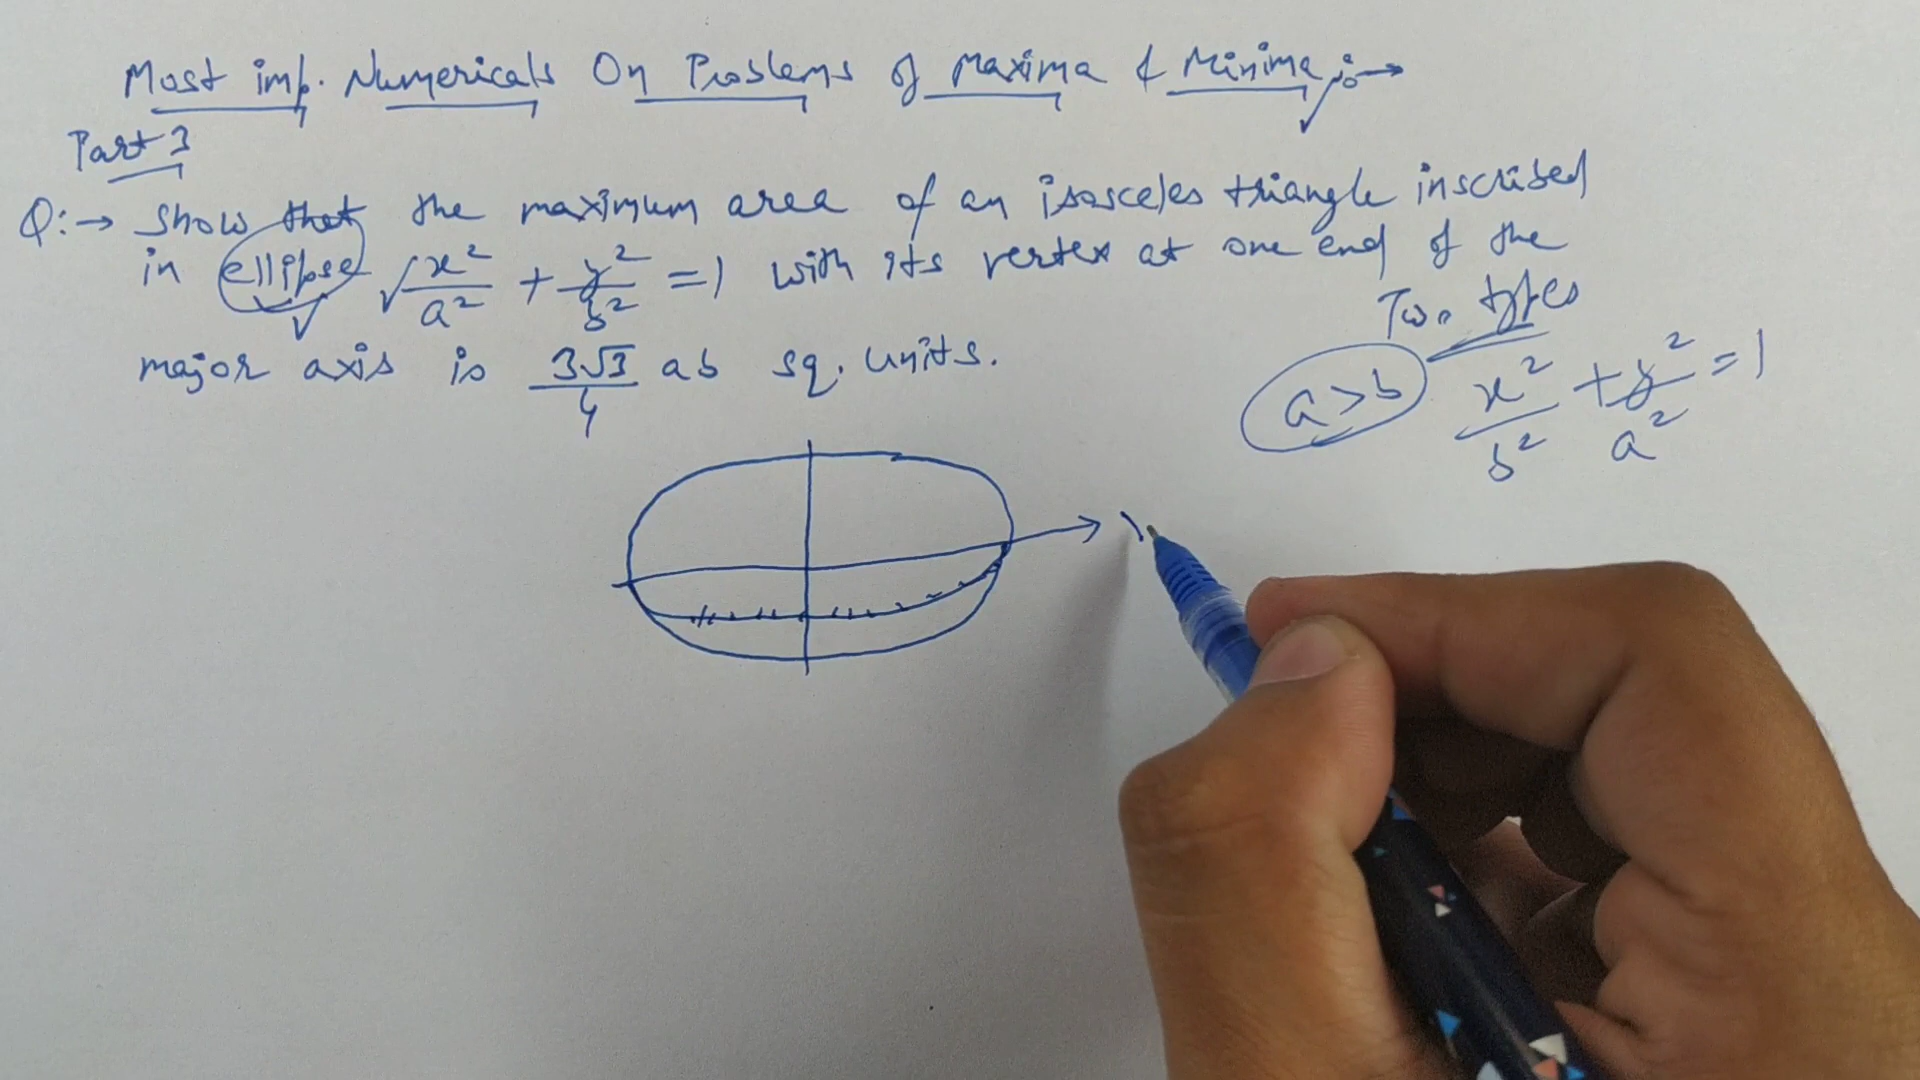 Most imp. Numericals On Problems of Maxima & Minima :→
Part 3
Q:→ Show that the maximum area of an isosceles triangle inscribed
in ellipse √ x²/a² + y²/b² = 1 with its vertex at one end of the
major axis is 3√3/4 ab sq. units.
Two types
a>b x²/b² + y²/a² = 1